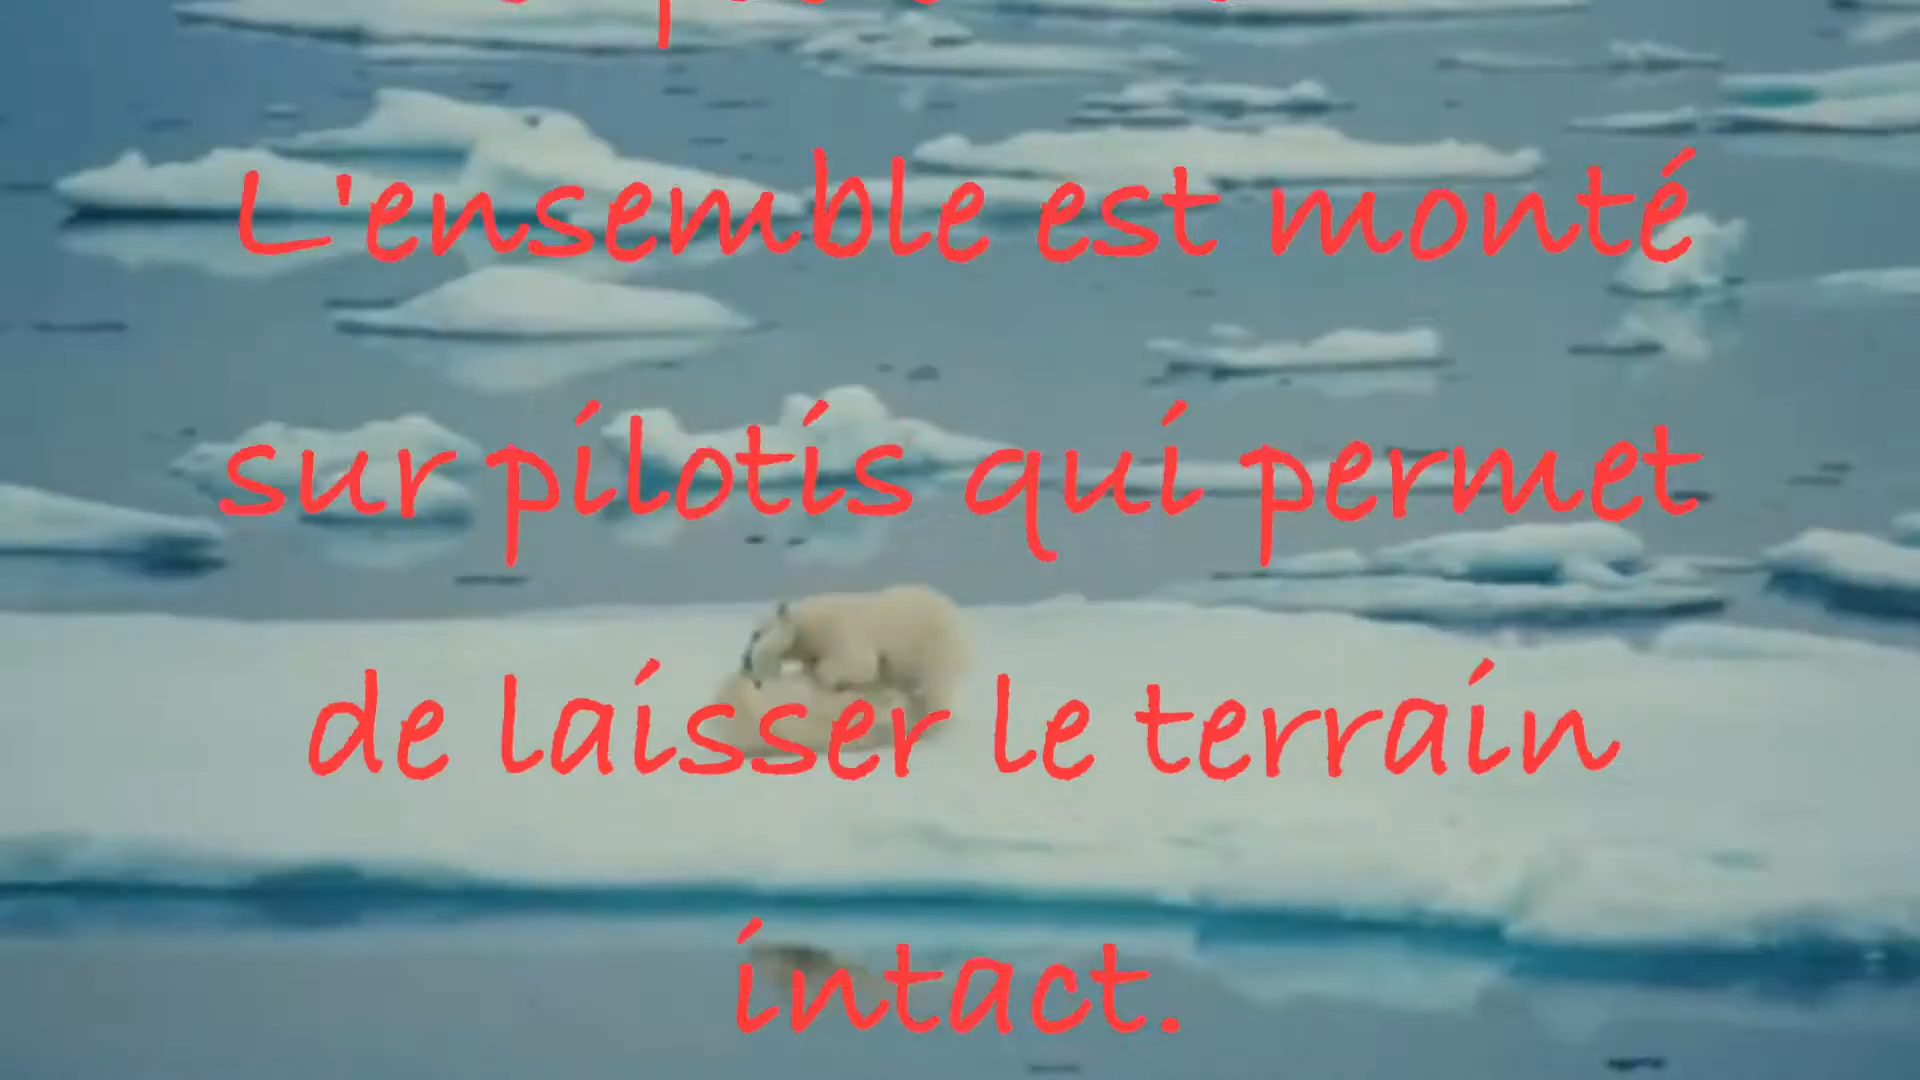 L'ensemble est monté
sur pilotis qui permet
de laisser le terrain
intact.